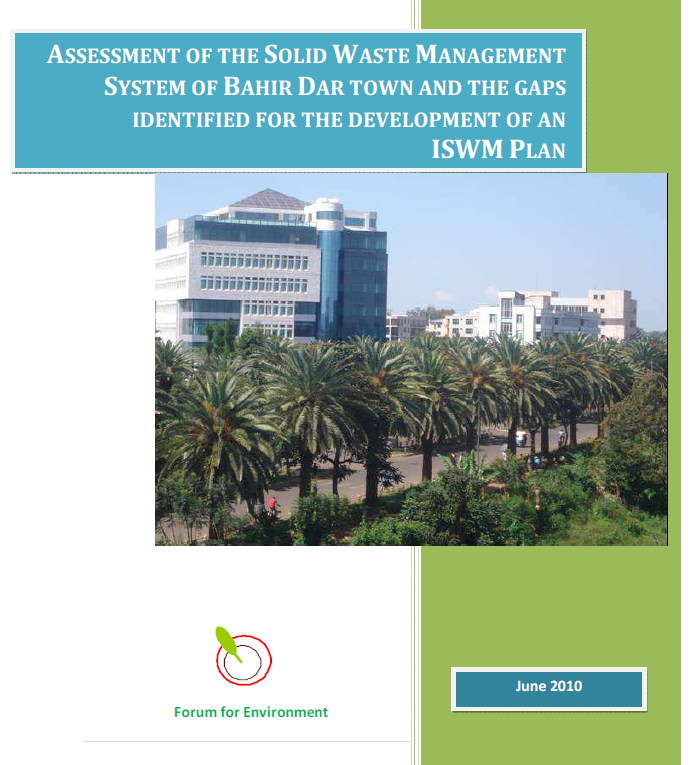 ASSESSMENT OF THE SOLID WASTE MANAGEMENT
SYSTEM OF BAHIR DAR TOWN AND THE GAPS
IDENTIFIED FOR THE DEVELOPMENT OF AN
ISWM PLAN
Forum for Environment
June 2010